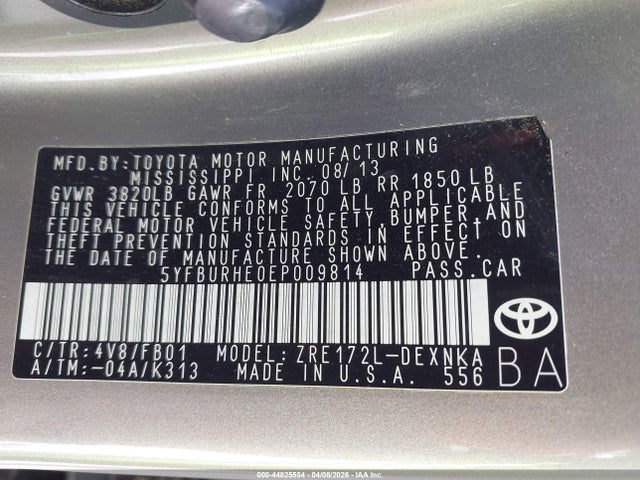 MFD. BY: TOYOTA MOTOR MANUFACTURING
MISSISSIPPI INC. 08/13
GVWR 3820LB GAWR FR 2070 LB RR 1850 LB
THIS VEHICLE CONFORMS TO ALL APPLICABLE
FEDERAL MOTOR VEHICLE SAFETY, BUMPER, AND
THEFT PREVENTION STANDARDS IN EFFECT ON
THE DATE OF MANUFACTURE SHOWN ABOVE.
5YFBURHE0EP009814 PASS.CAR
C/TR:4V8/FB01 MODEL: ZRE172L-DEXNKA
A/TM:-04A/K313 MADE IN U.S.A. 556
BA
000-44825554 - 04/08/2026 - IAA Inc.